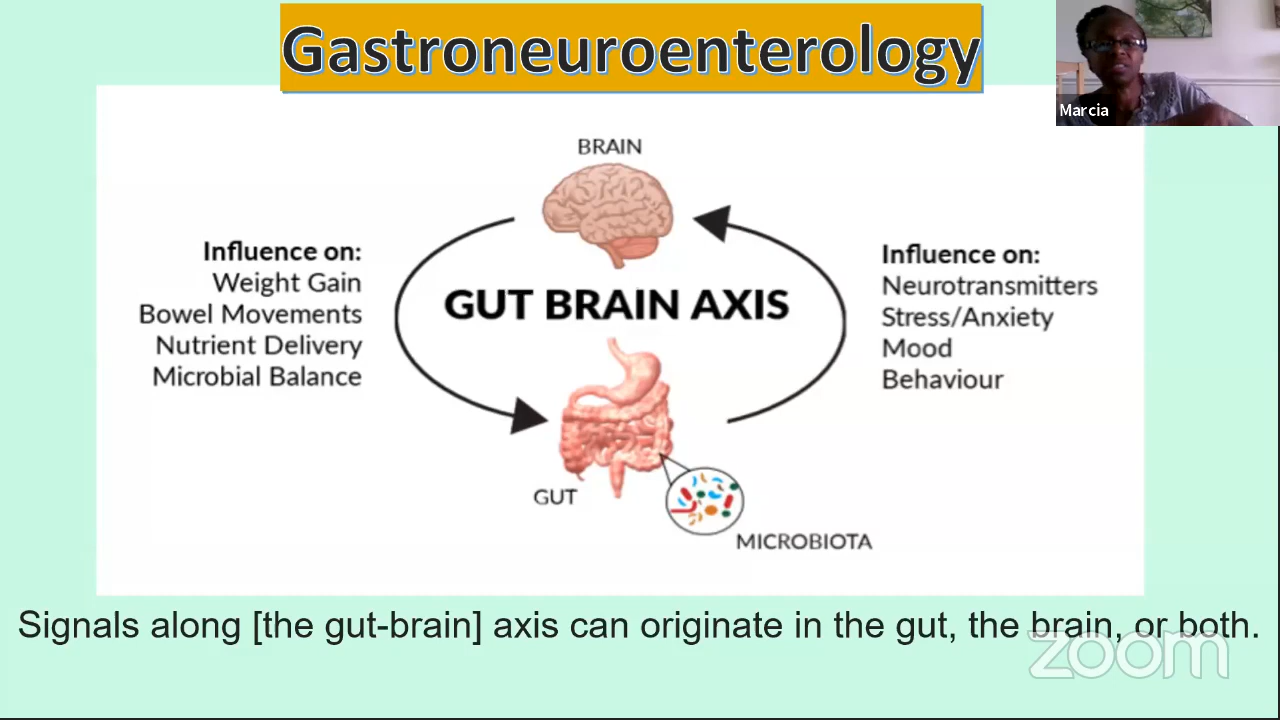 Gastroneuroenterology
Marcia
BRAIN
Influence on:
Weight Gain
Bowel Movements
Nutrient Delivery
Microbial Balance
GUT BRAIN AXIS
Influence on:
Neurotransmitters
Stress/Anxiety
Mood
Behaviour
GUT
MICROBIOTA
Signals along [the gut-brain] axis can originate in the gut, the brain, or both.
zoom